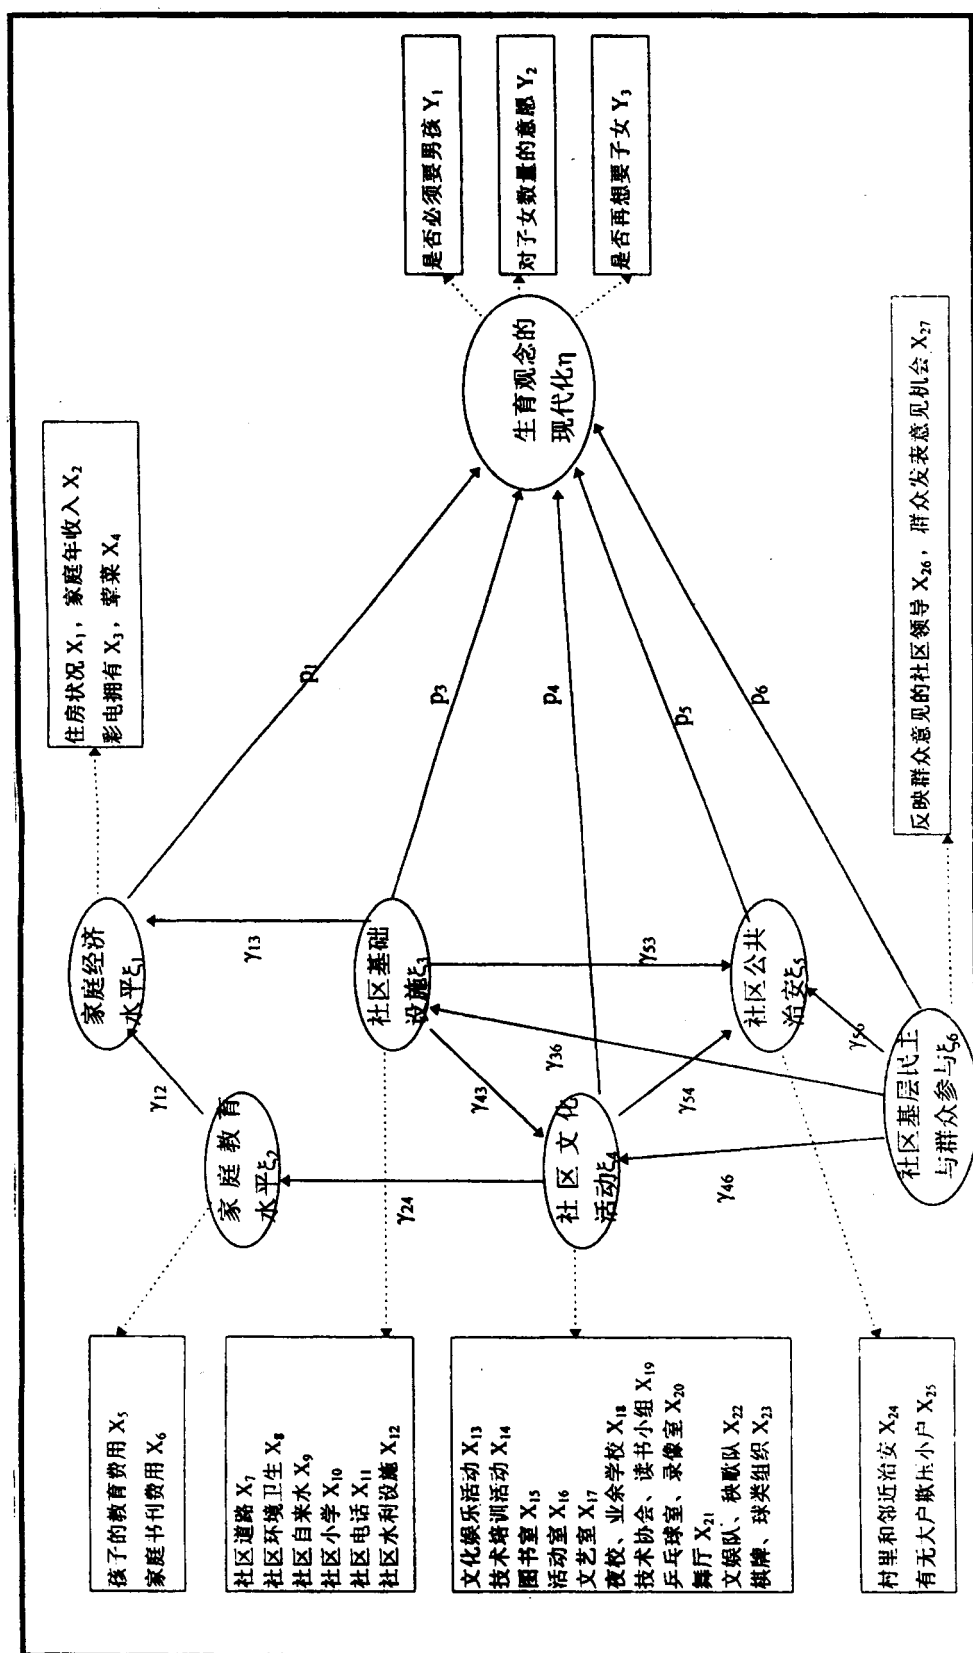 孩子的教育费用 X₅
家庭书刊费用 X₆
社区道路 X₇
社区环境卫生 X₈
社区自来水 X₉
社区小学 X₁₀
社区电话 X₁₁
社区水利设施 X₁₂
文化娱乐活动 X₁₃
技术培训活动 X₁₄
图书室 X₁₅
活动室 X₁₆
文艺室 X₁₇
夜校、业余学校 X₁₈
技术协会、读书小组 X₁₉
乒乓球室、录像室 X₂₀
舞厅 X₂₁
文娱队、秧歌队 X₂₂
棋牌、球类组织 X₂₃
村里和邻近治安 X₂₄
有无大户欺压小户 X₂₅
家庭教育
水平ξ₂
家庭经济
水平ξ₁
社区基础
设施ξ₃
社区文化
活动ξ₄
社区公共
治安ξ₅
社区基层民主
与群众参与ξ₆
γ₁₂
γ₁₃
γ₂₄
γ₄₃
γ₃₆
γ₅₃
γ₅₄
γ₄₆
γ₅₆
住房状况 X₁，家庭年收入 X₂
彩电拥有 X₃，荤菜 X₄
反映群众意见的社区领导 X₂₆，群众发表意见机会 X₂₇
p₁
p₃
p₄
p₅
p₆
生育观念的
现代化η
是否必须要男孩 Y₁
对子女数量的意愿 Y₂
是否再想要子女 Y₃